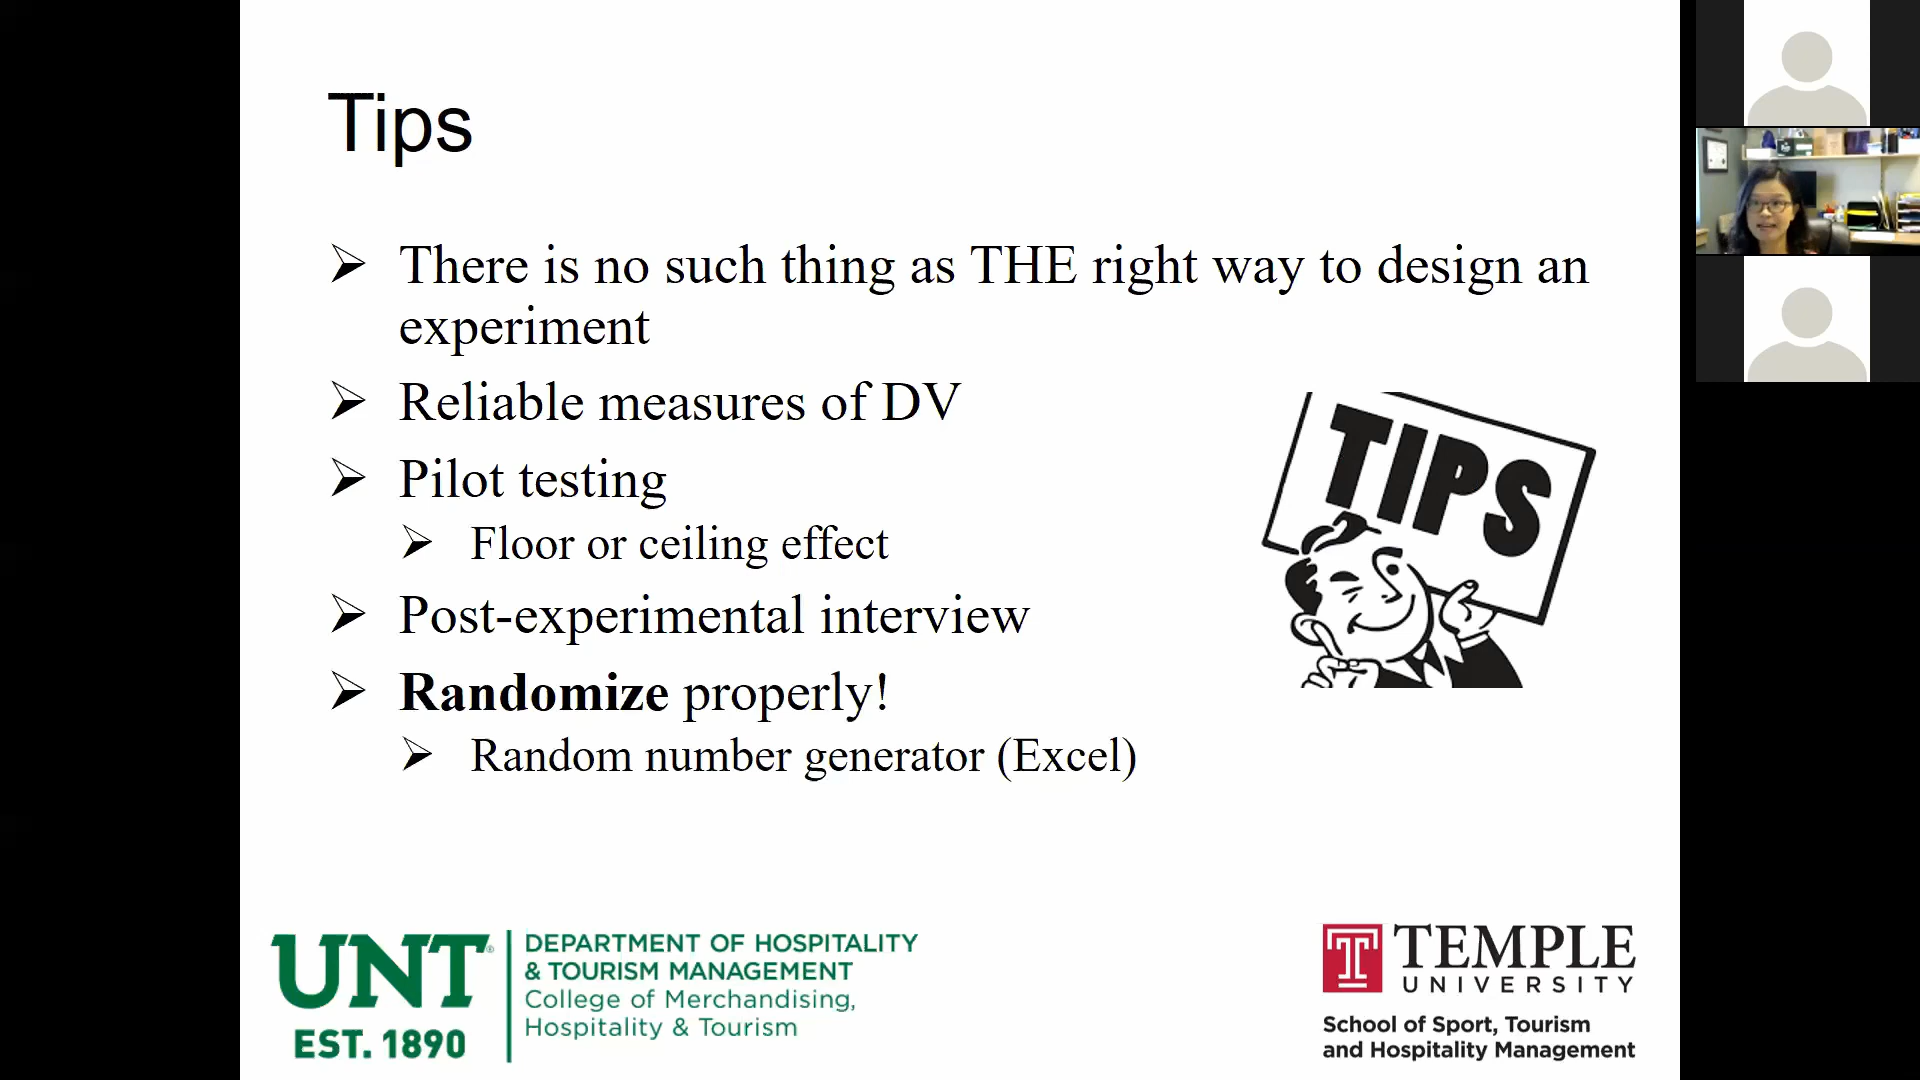 Tips
There is no such thing as THE right way to design an
experiment
Reliable measures of DV
Pilot testing
Floor or ceiling effect
Post-experimental interview
Randomize properly!
Random number generator (Excel)
TIPS
UNT®
EST. 1890
DEPARTMENT OF HOSPITALITY
& TOURISM MANAGEMENT
College of Merchandising,
Hospitality & Tourism
T TEMPLE
UNIVERSITY
School of Sport, Tourism
and Hospitality Management